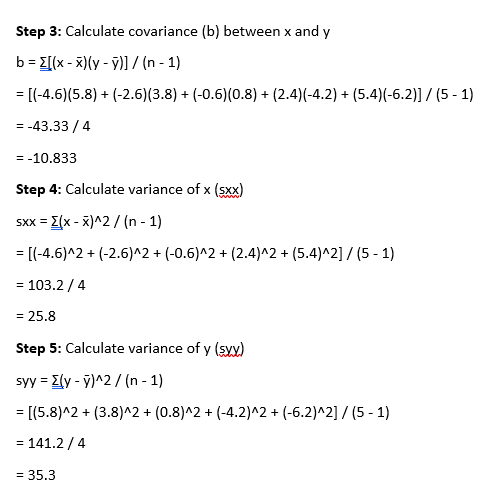 Step 3: Calculate covariance (b) between x and y
b = Σ[(x - x̄)(y - ȳ)] / (n - 1)
= [(-4.6)(5.8) + (-2.6)(3.8) + (-0.6)(0.8) + (2.4)(-4.2) + (5.4)(-6.2)] / (5 - 1)
= -43.33 / 4
= -10.833
Step 4: Calculate variance of x (sxx)
sxx = Σ(x - x̄)^2 / (n - 1)
= [(-4.6)^2 + (-2.6)^2 + (-0.6)^2 + (2.4)^2 + (5.4)^2] / (5 - 1)
= 103.2 / 4
= 25.8
Step 5: Calculate variance of y (syy)
syy = Σ(y - ȳ)^2 / (n - 1)
= [(5.8)^2 + (3.8)^2 + (0.8)^2 + (-4.2)^2 + (-6.2)^2] / (5 - 1)
= 141.2 / 4
= 35.3